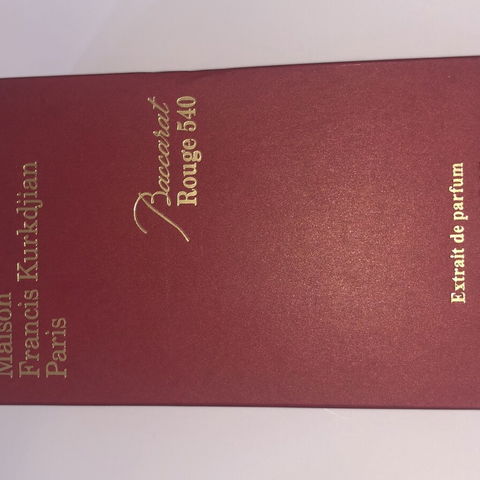 Maison
Francis Kurkdjian
Paris
Baccarat
Rouge 540
Extrait de parfum